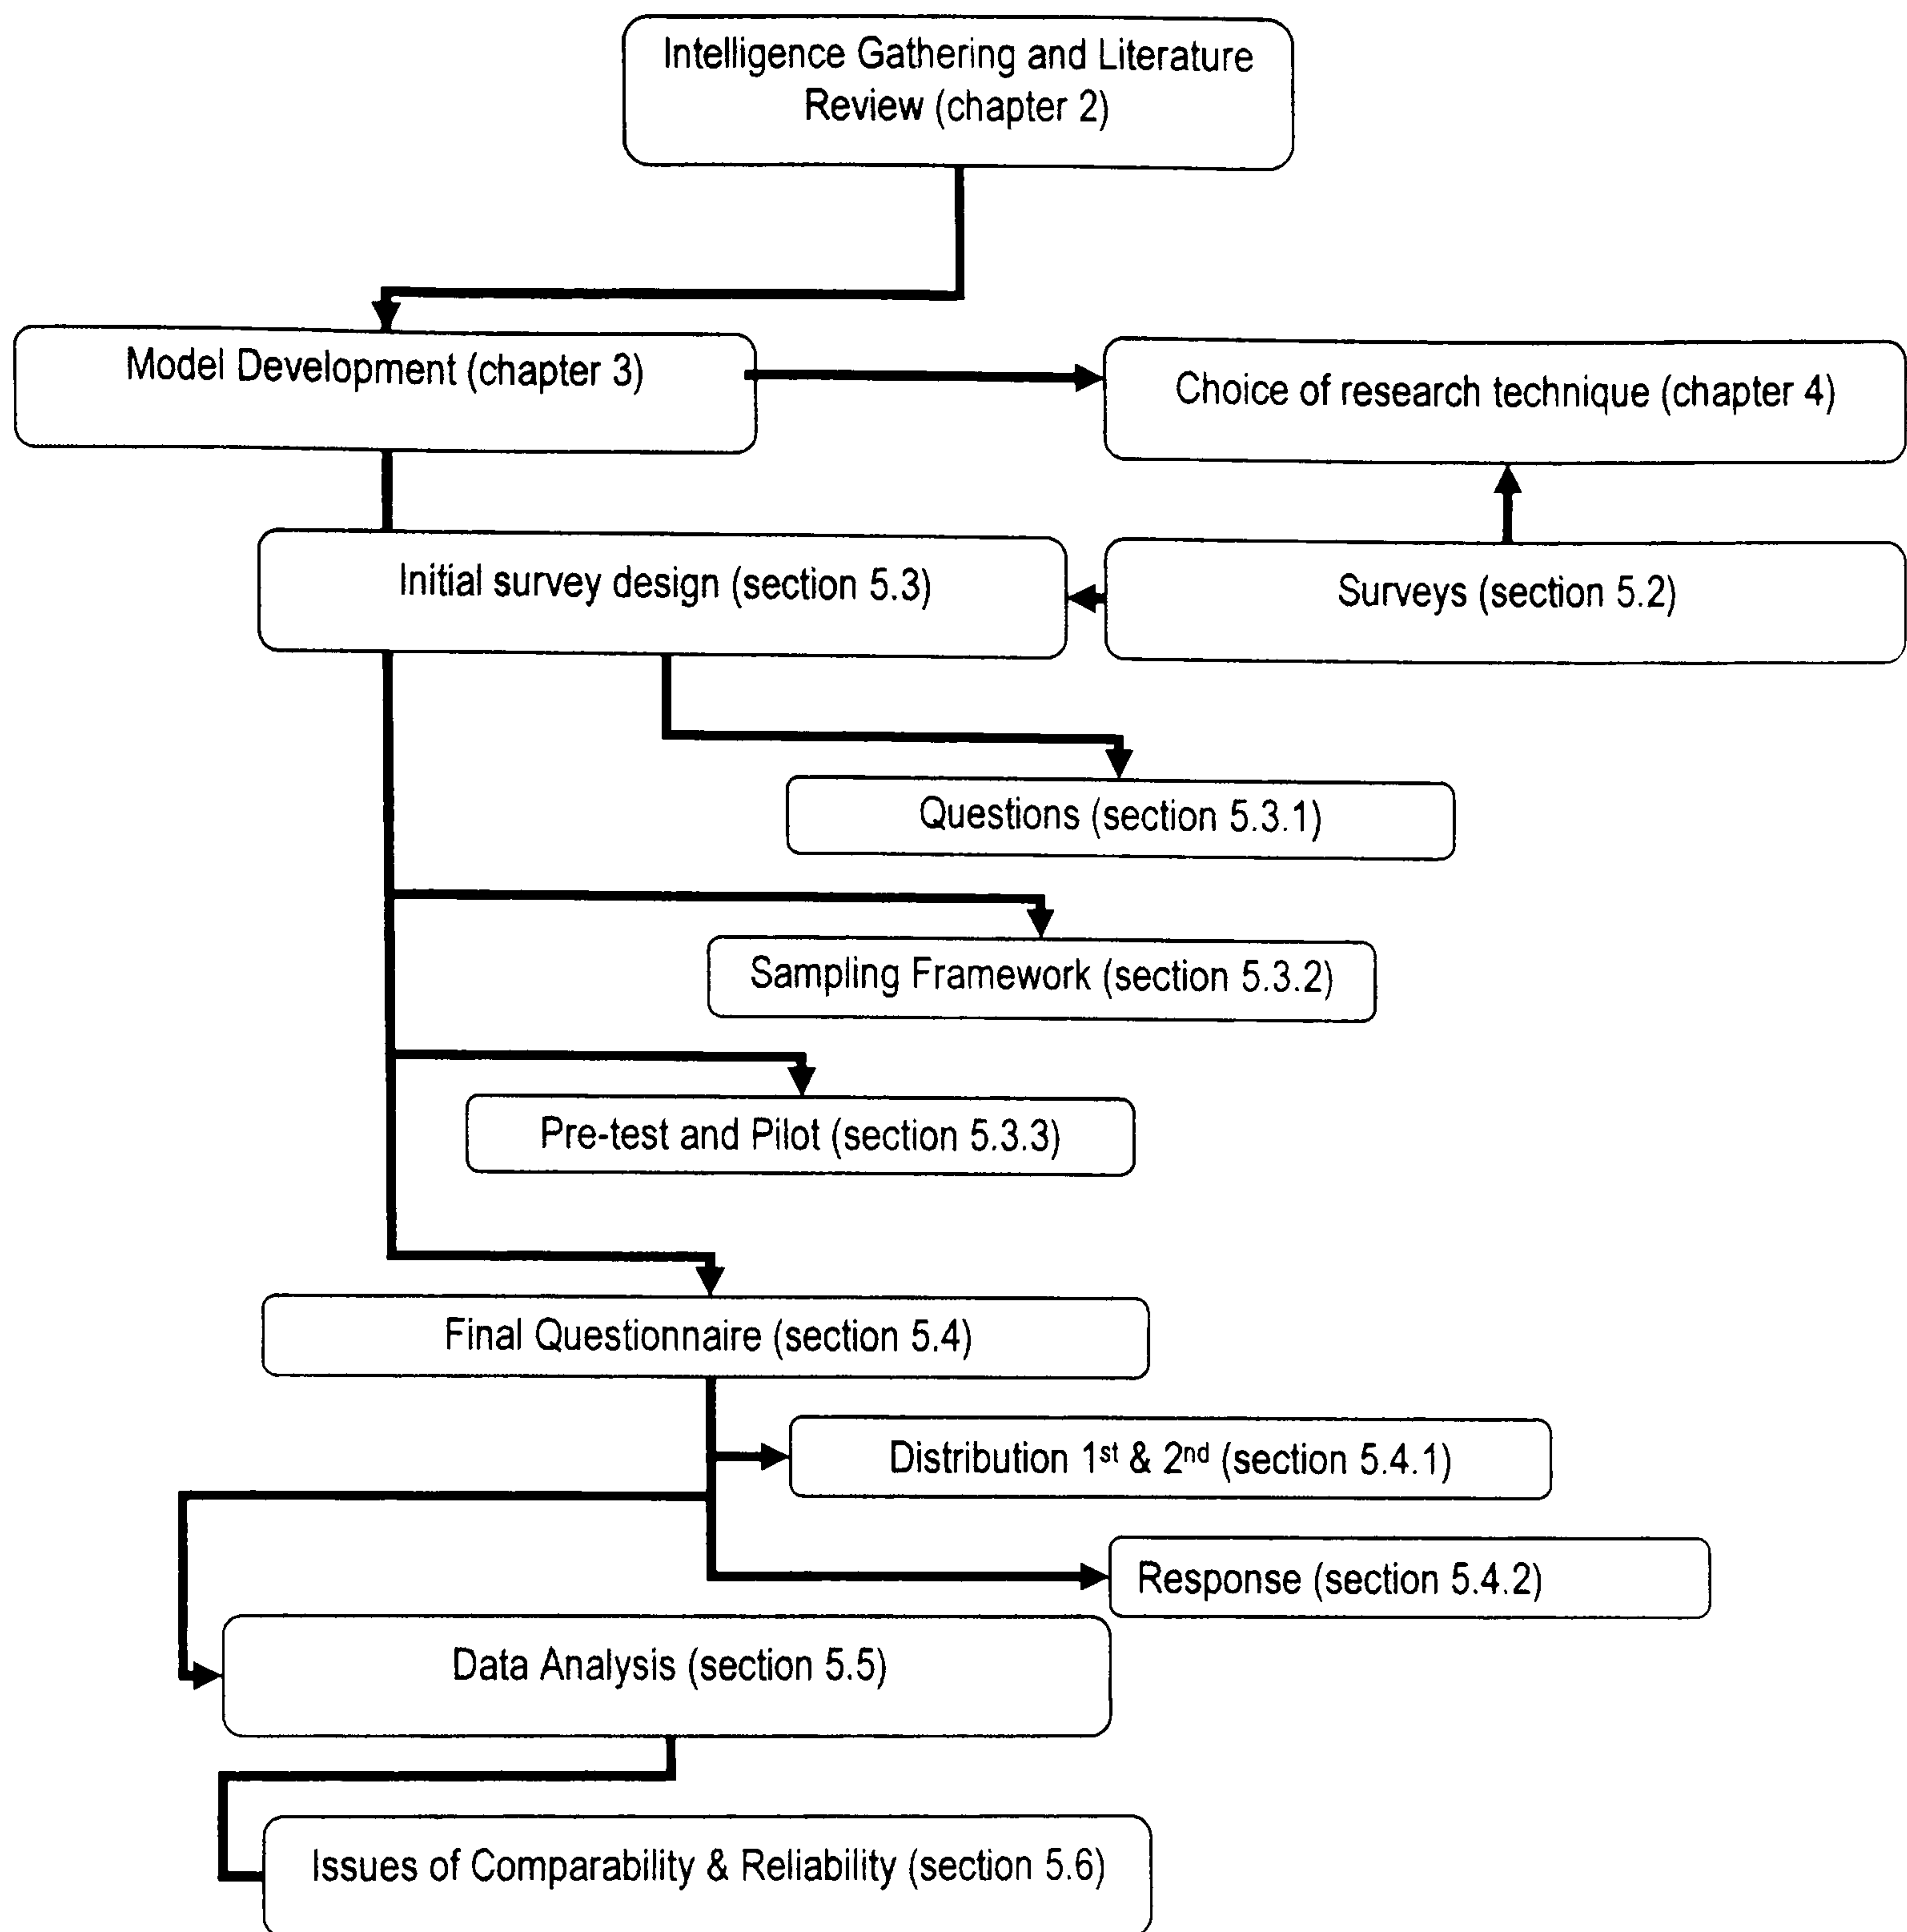 Intelligence Gathering and Literature
Review (chapter 2)
Model Development (chapter 3)
Choice of research technique (chapter 4)
Initial survey design (section 5.3)
Surveys (section 5.2)
Questions (section 5.3.1)
Sampling Framework (section 5.3.2)
Pre-test and Pilot (section 5.3.3)
Final Questionnaire (section 5.4)
Distribution 1st & 2nd (section 5.4.1)
Response (section 5.4.2)
Data Analysis (section 5.5)
Issues of Comparability & Reliability (section 5.6)